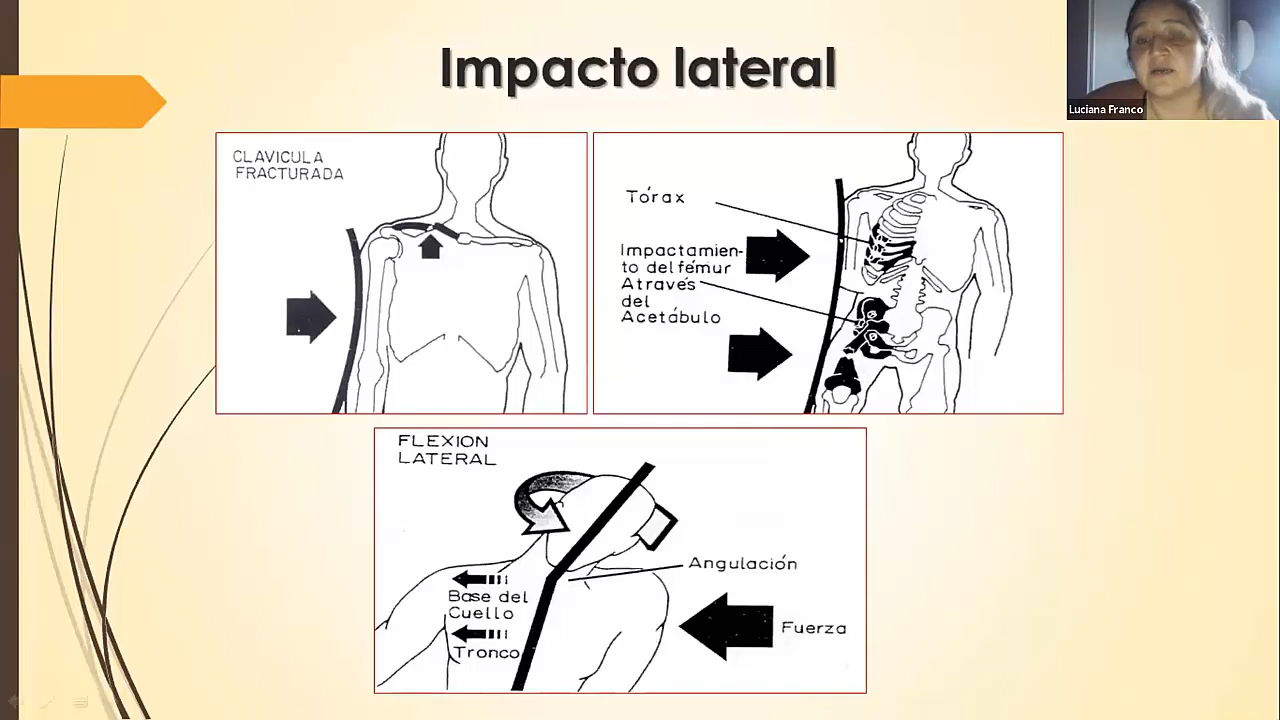 Impacto lateral
Luciana Franco
CLAVICULA
FRACTURADA
Tórax
Impactamien-
to del fémur
Através
del
Acetábulo
FLEXION
LATERAL
Angulación
Base del
Cuello
Fuerza
Tronco